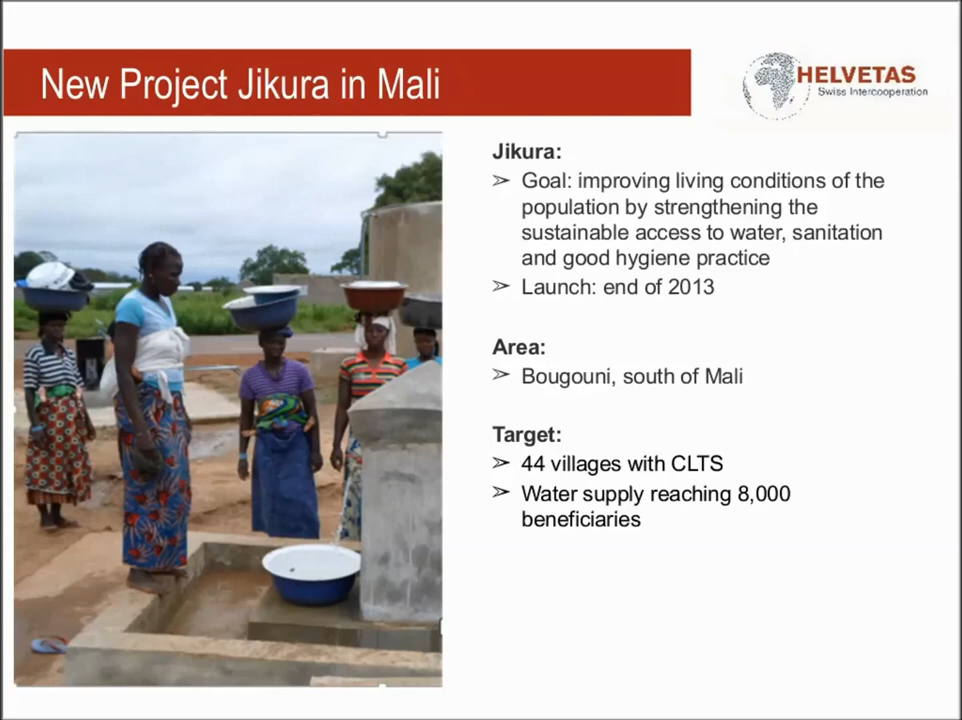 New Project Jikura in Mali
HELVETAS
Swiss Intercooperation
Jikura:
➢ Goal: improving living conditions of the
population by strengthening the
sustainable access to water, sanitation
and good hygiene practice
➢ Launch: end of 2013
Area:
➢ Bougouni, south of Mali
Target:
➢ 44 villages with CLTS
➢ Water supply reaching 8,000
beneficiaries